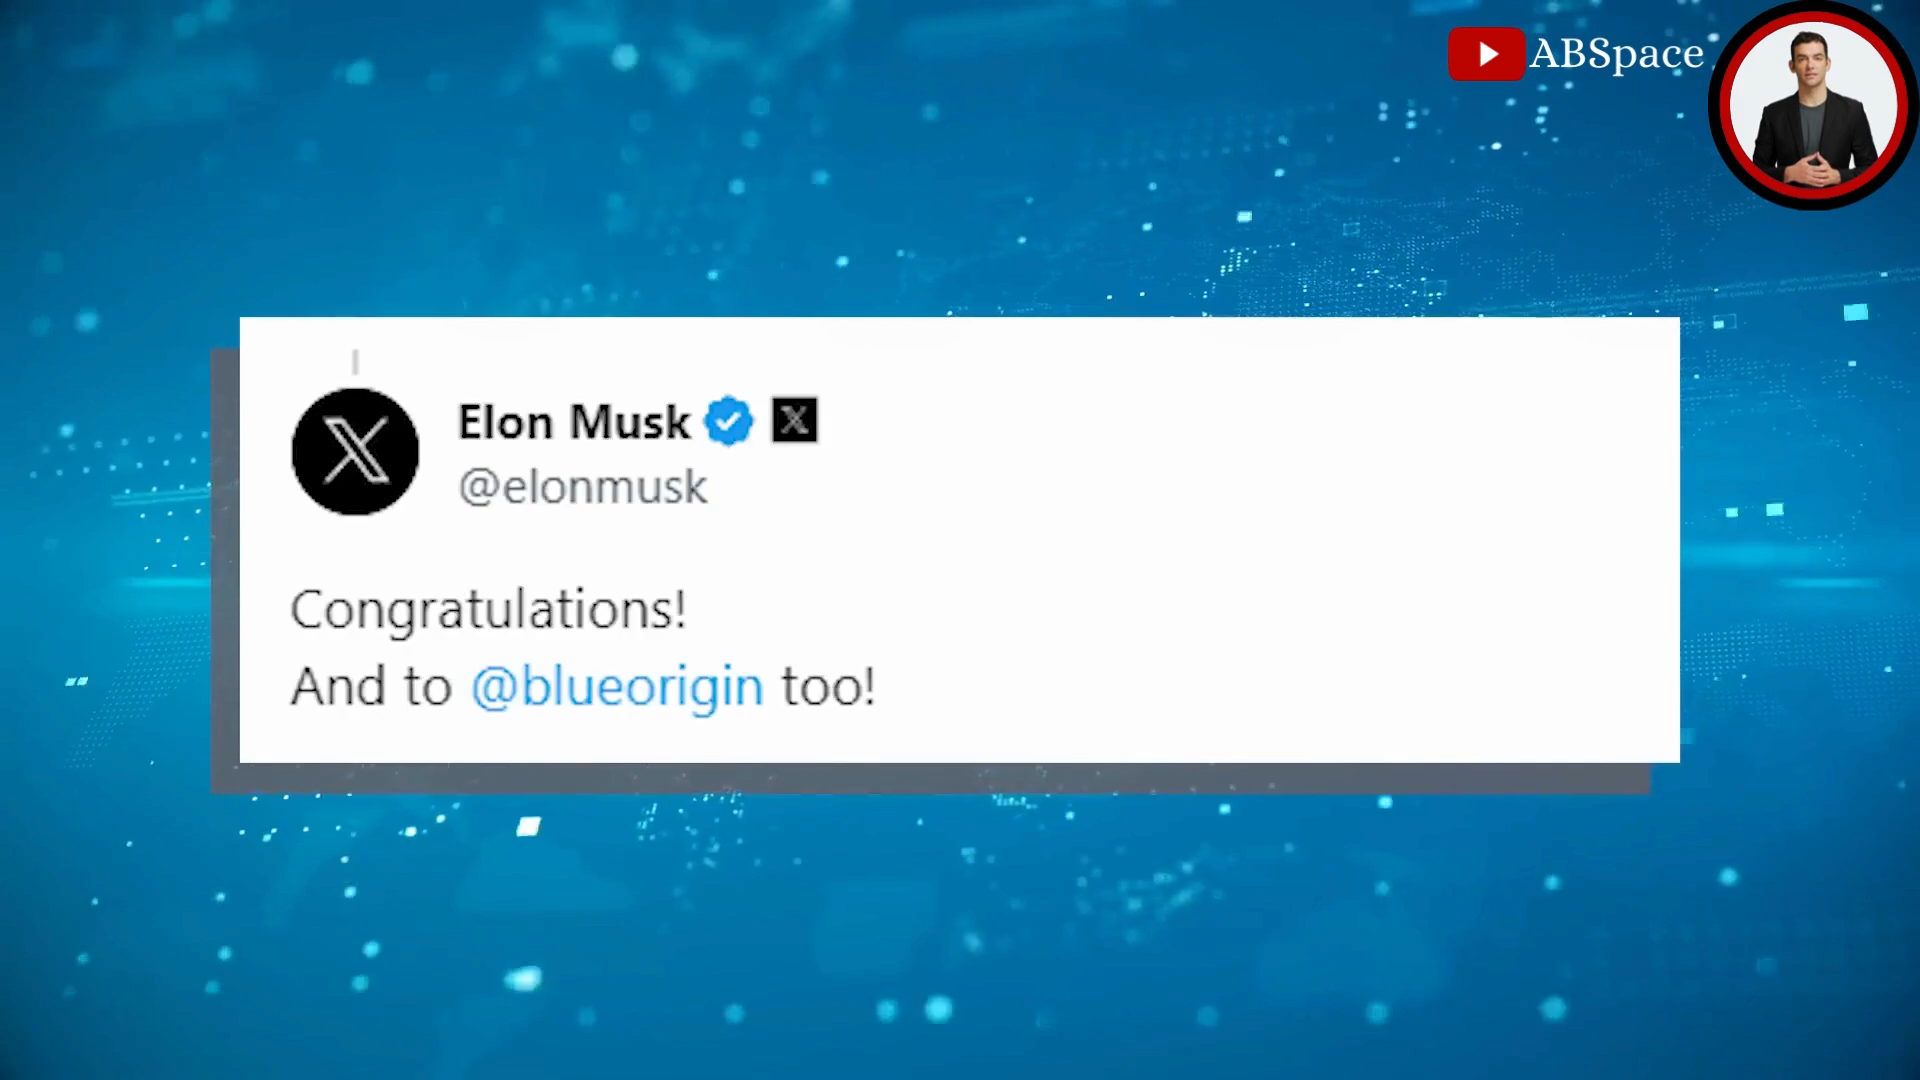 ABSpace
Elon Musk
@elonmusk
Congratulations!
And to @blueorigin too!